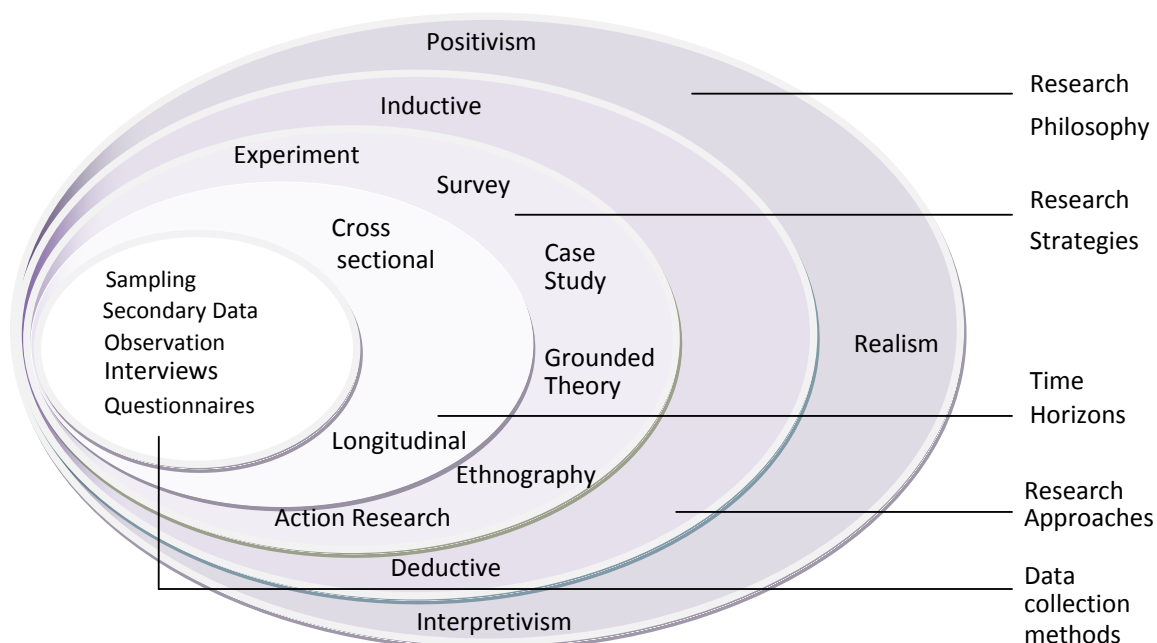 Positivism
Inductive
Experiment
Survey
Cross
sectional
Case
Study
Sampling
Secondary Data
Observation
Interviews
Questionnaires
Realism
Grounded
Theory
Longitudinal
Ethnography
Action Research
Deductive
Interpretivism
Research
Philosophy
Research
Strategies
Time
Horizons
Research
Approaches
Data
collection
methods